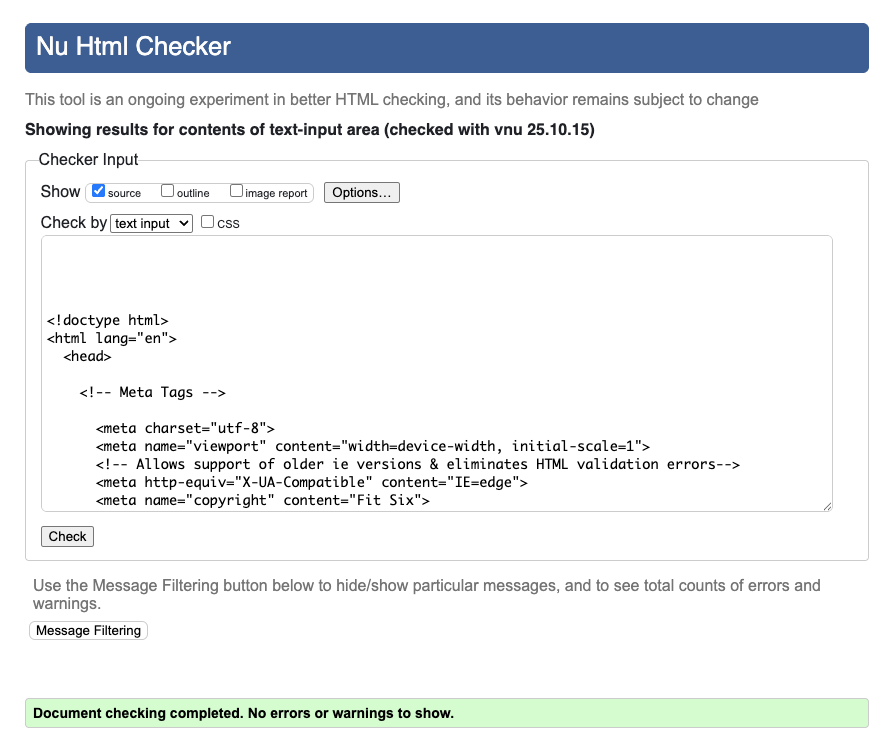 Nu Html Checker
This tool is an ongoing experiment in better HTML checking, and its behavior remains subject to change
Showing results for contents of text-input area (checked with vnu 25.10.15)
Checker Input
Show source outline image report Options…
Check by text input CSS
<!doctype html>
<html lang="en">
<head>
<!-- Meta Tags -->
<meta charset="utf-8">
<meta name="viewport" content="width=device-width, initial-scale=1">
<!-- Allows support of older ie versions & eliminates HTML validation errors-->
<meta http-equiv="X-UA-Compatible" content="IE=edge">
<meta name="copyright" content="Fit Six">
Check
Use the Message Filtering button below to hide/show particular messages, and to see total counts of errors and
warnings.
Message Filtering
Document checking completed. No errors or warnings to show.